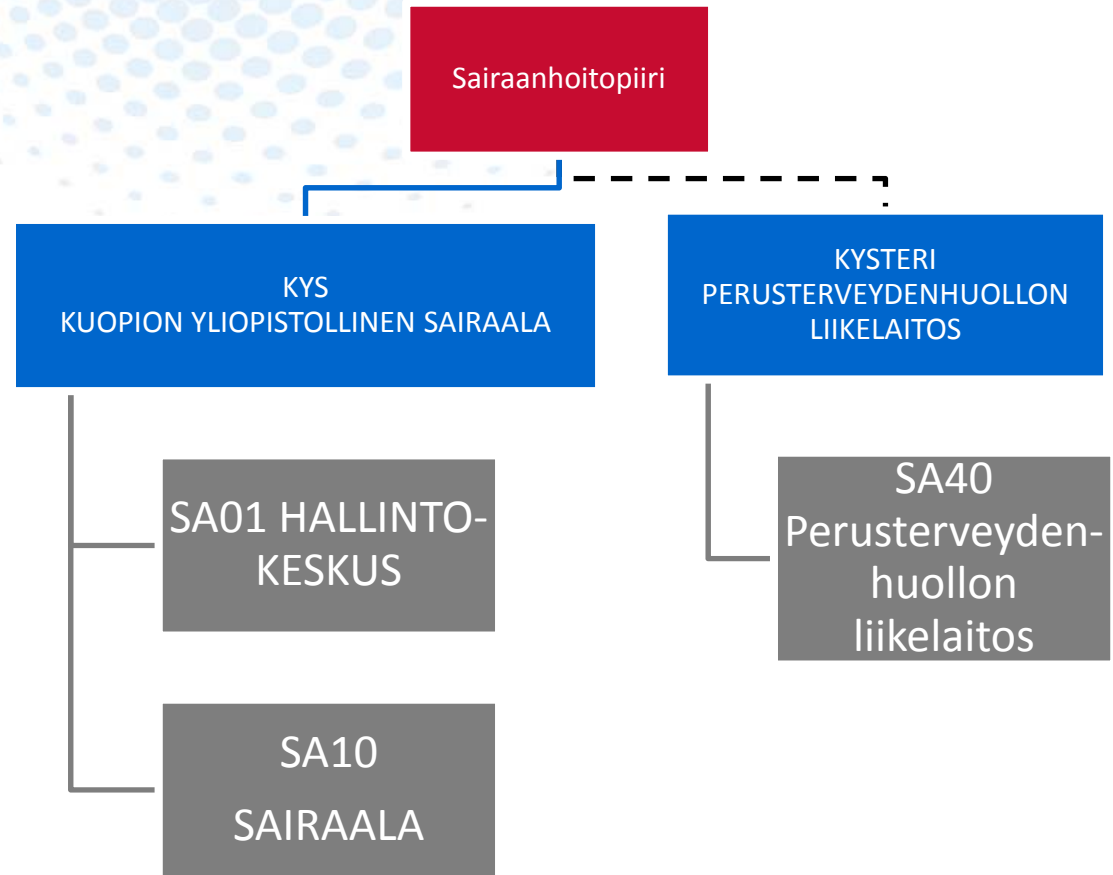 Sairaanhoitopiiri
KYS
KUOPION YLIOPISTOLLINEN SAIRAALA
KYSTERI
PERUSTERVEYDENHUOLLON
LIIKELAITOS
SA01 HALLINTO-
KESKUS
SA40
Perusterveyden-
huollon
liikelaitos
SA10
SAIRAALA